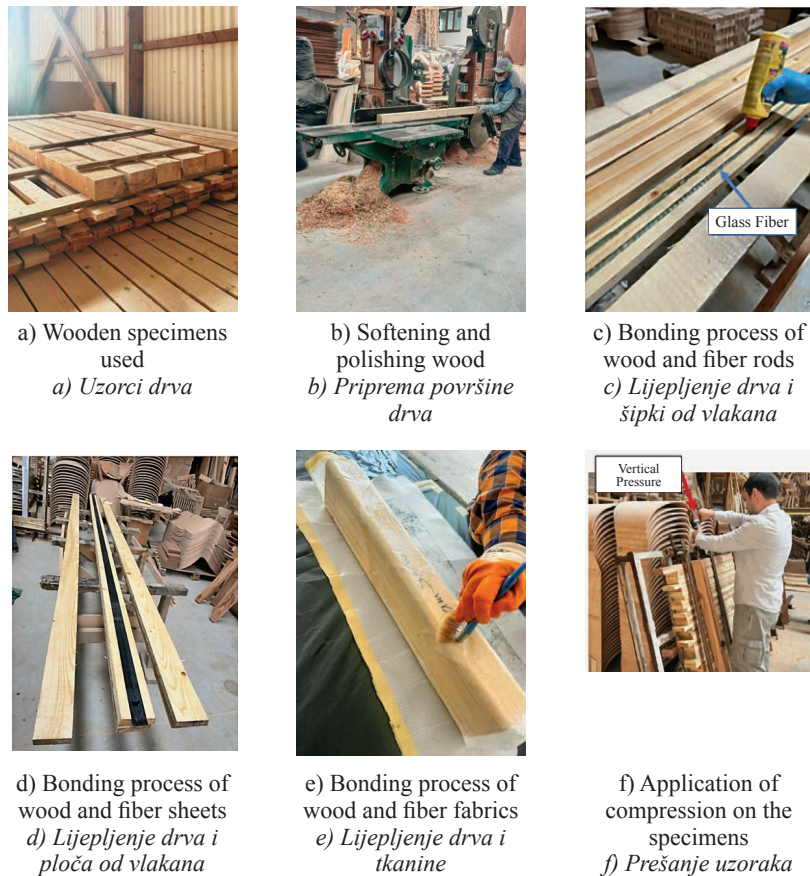 Glass Fiber
a) Wooden specimens
used
a) Uzorci drva
b) Softening and
polishing wood
b) Priprema površine
drva
c) Bonding process of
wood and fiber rods
c) Lijepljenje drva i
šipki od vlakana
Vertical
Pressure
d) Bonding process of
wood and fiber sheets
d) Lijepljenje drva i
ploča od vlakana
e) Bonding process of
wood and fiber fabrics
e) Lijepljenje drva i
tkanine
f) Application of
compression on the
specimens
f) Prešanje uzoraka